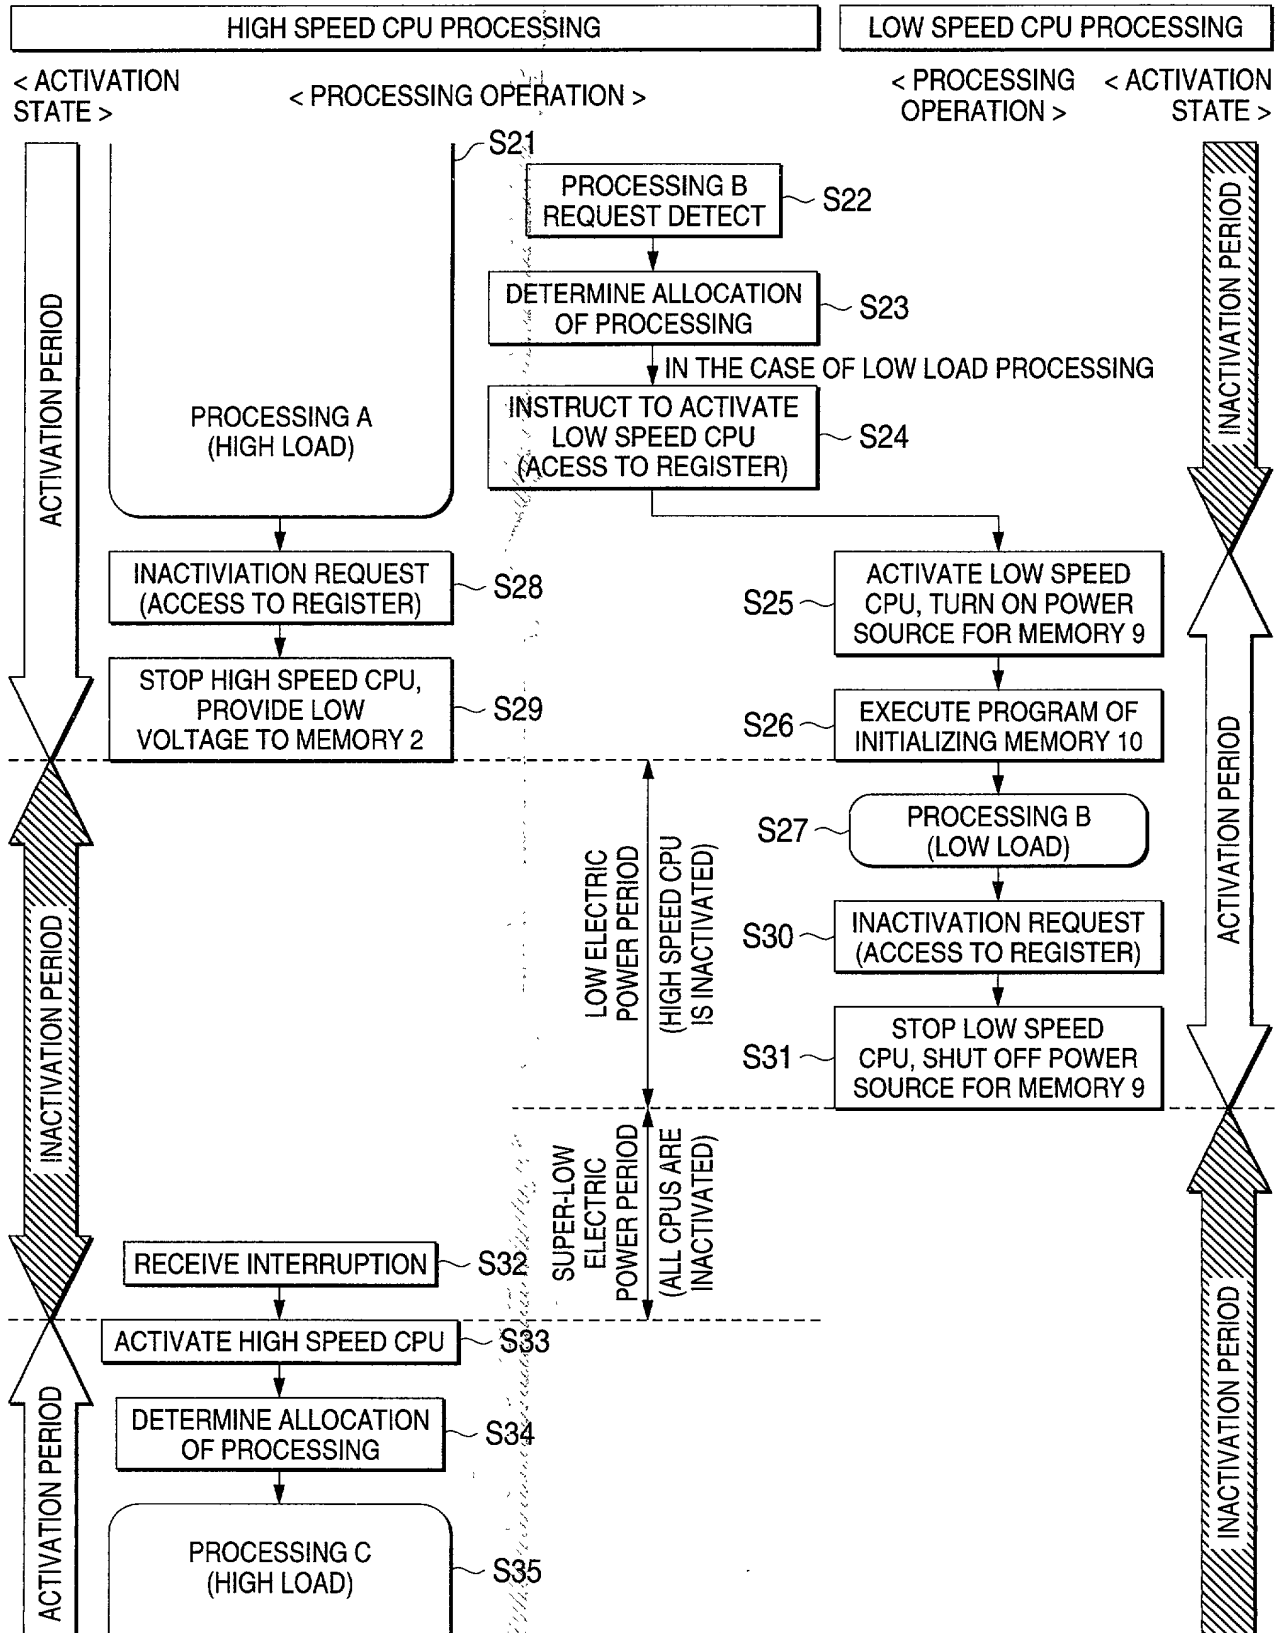 HIGH SPEED CPU PROCESSING
LOW SPEED CPU PROCESSING
< ACTIVATION
STATE >
< PROCESSING OPERATION >
< PROCESSING
OPERATION >
< ACTIVATION
STATE >
S21
PROCESSING B
REQUEST DETECT
S22
DETERMINE ALLOCATION
OF PROCESSING
S23
IN THE CASE OF LOW LOAD PROCESSING
INSTRUCT TO ACTIVATE
LOW SPEED CPU
(ACESS TO REGISTER)
S24
PROCESSING A
(HIGH LOAD)
ACTIVATION PERIOD
INACTIVATION PERIOD
INACTIVIATION REQUEST
(ACCESS TO REGISTER)
S28
STOP HIGH SPEED CPU,
PROVIDE LOW
VOLTAGE TO MEMORY 2
S29
S25
ACTIVATE LOW SPEED
CPU, TURN ON POWER
SOURCE FOR MEMORY 9
S26
EXECUTE PROGRAM OF
INITIALIZING MEMORY 10
S27
PROCESSING B
(LOW LOAD)
S30
INACTIVATION REQUEST
(ACCESS TO REGISTER)
S31
STOP LOW SPEED
CPU, SHUT OFF POWER
SOURCE FOR MEMORY 9
ACTIVATION PERIOD
INACTIVATION PERIOD
LOW ELECTRIC
POWER PERIOD
(HIGH SPEED CPU
IS INACTIVATED)
SUPER-LOW
ELECTRIC
POWER PERIOD
(ALL CPUS ARE
INACTIVATED)
RECEIVE INTERRUPTION
S32
ACTIVATE HIGH SPEED CPU
S33
DETERMINE ALLOCATION
OF PROCESSING
S34
PROCESSING C
(HIGH LOAD)
S35
ACTIVATION PERIOD
INACTIVATION PERIOD